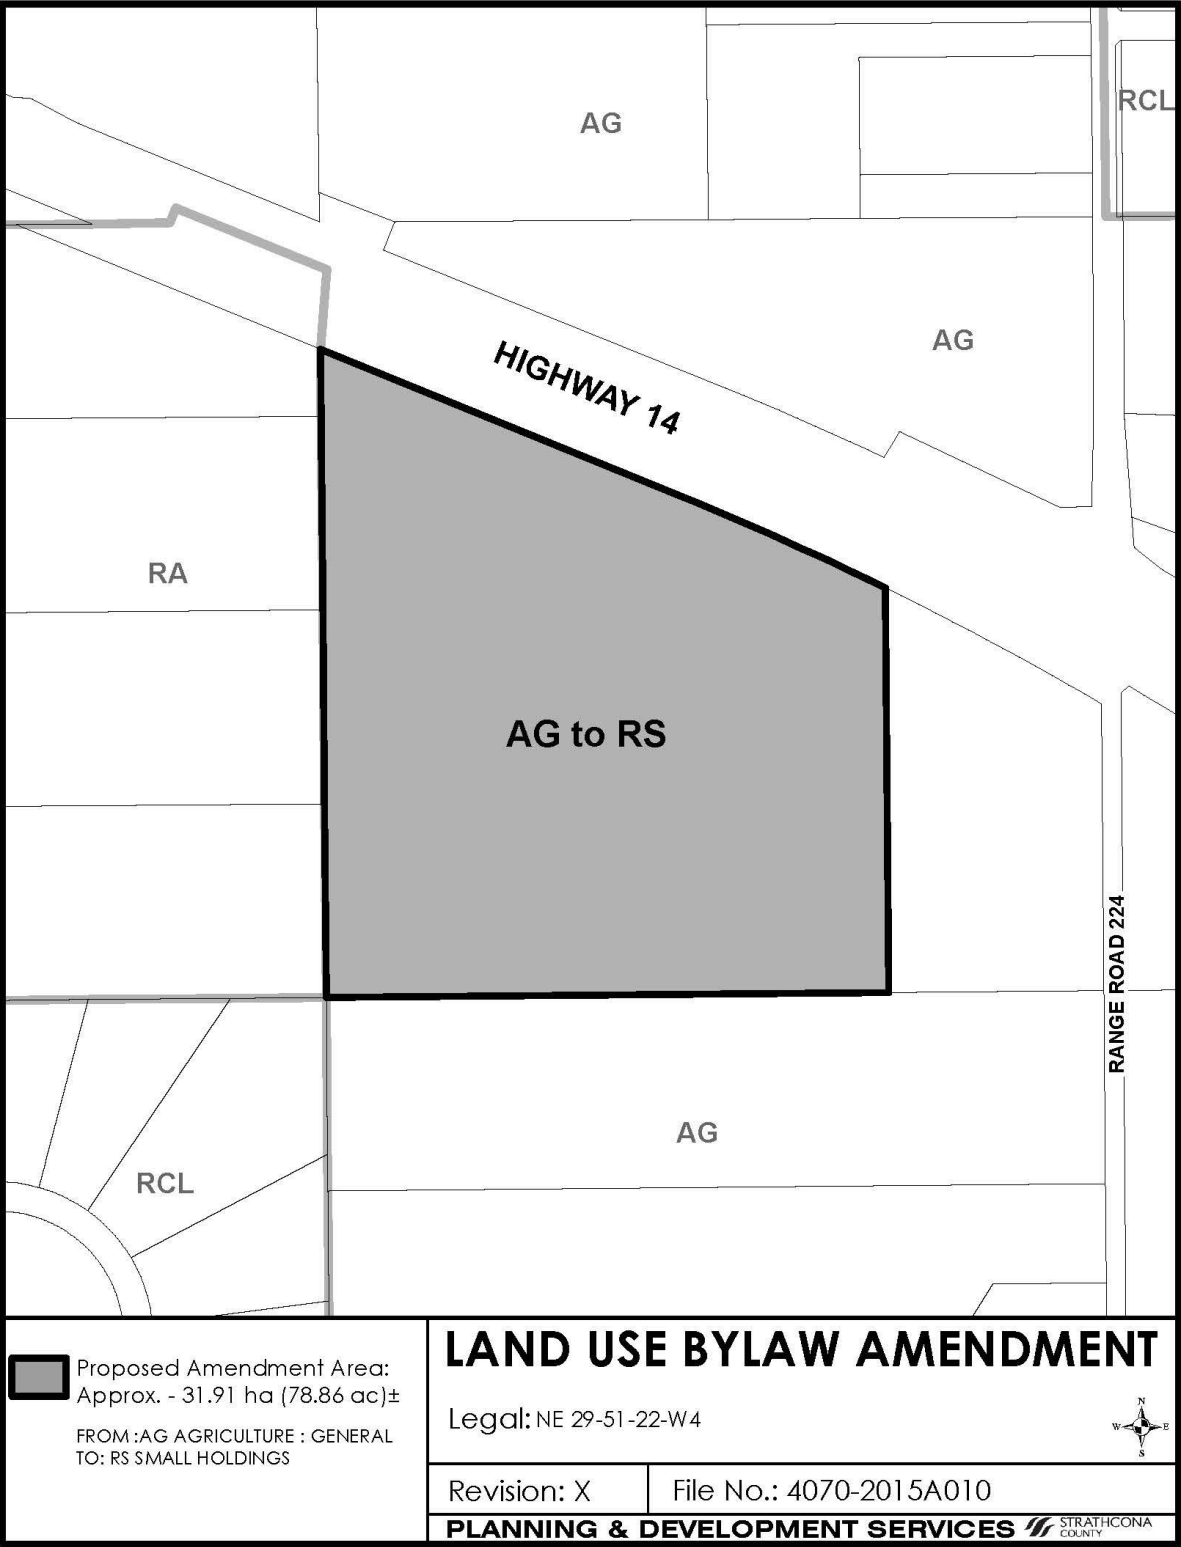 AG
RCL
AG
HIGHWAY 14
RA
AG to RS
RANGE ROAD 224
AG
RCL
Proposed Amendment Area:
Approx. - 31.91 ha (78.86 ac)±
FROM :AG AGRICULTURE : GENERAL
TO: RS SMALL HOLDINGS
LAND USE BYLAW AMENDMENT
Legal: NE 29-51-22-W4
N
W E
S
Revision: X
File No.: 4070-2015A010
PLANNING & DEVELOPMENT SERVICES
STRATHCONA
COUNTY